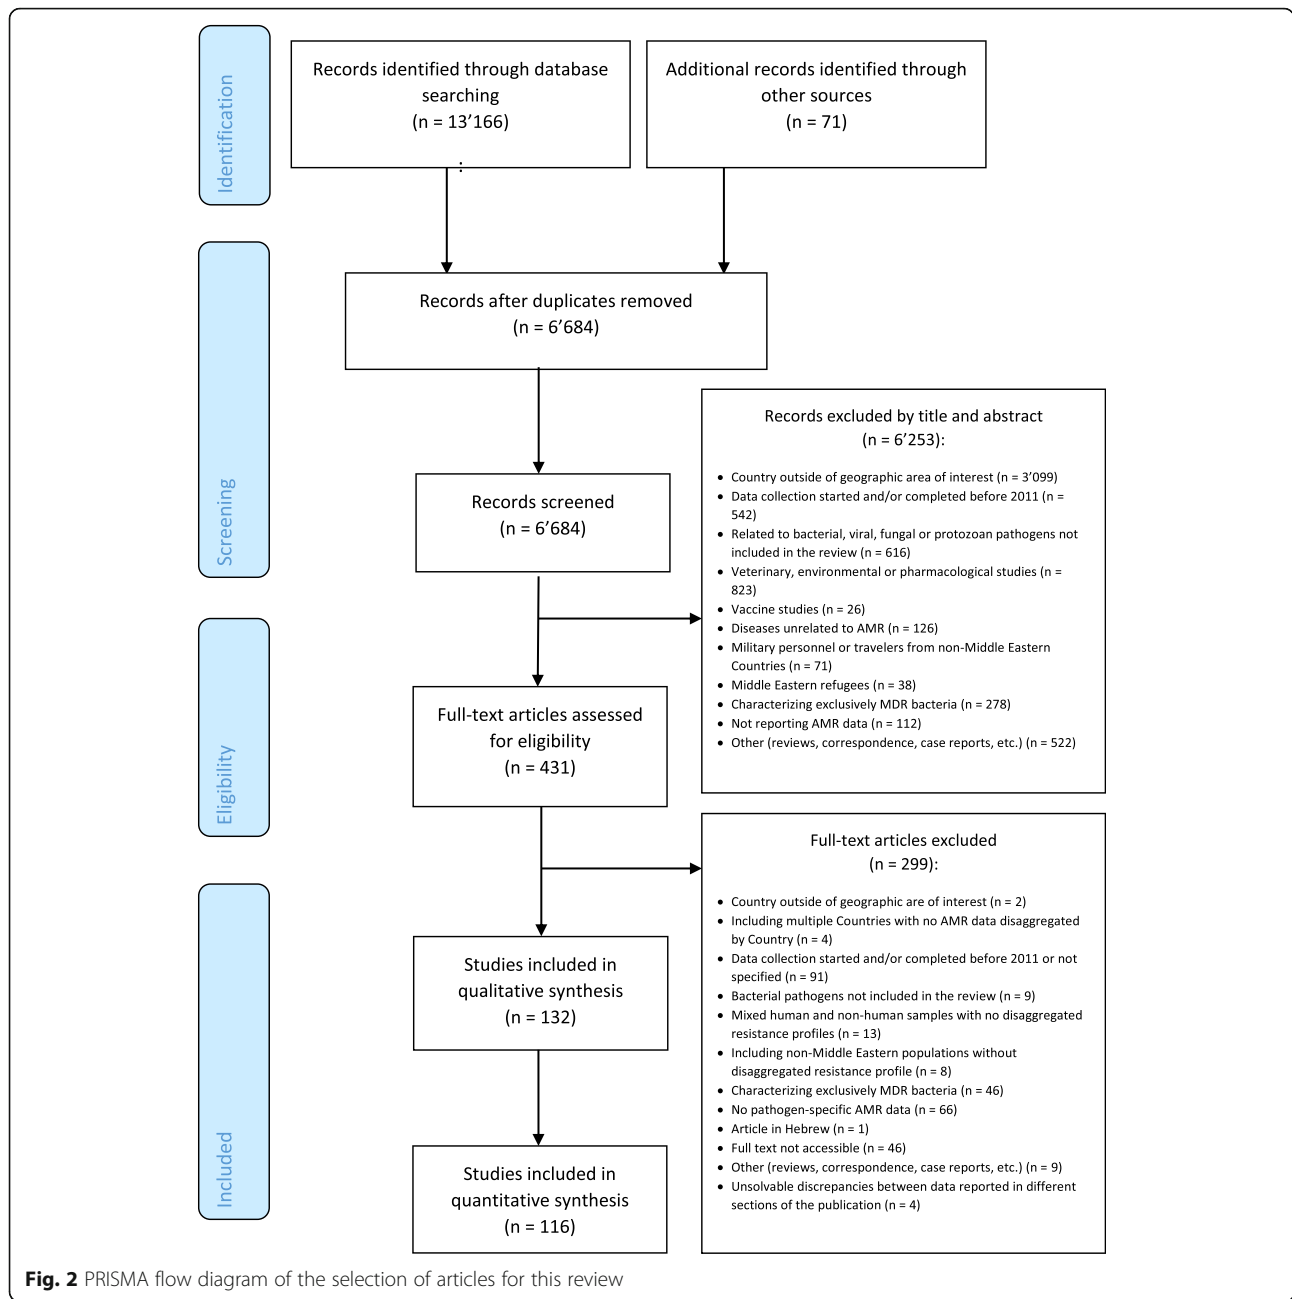 Identification
Records identified through database
searching
(n = 13’166)
:
Additional records identified through
other sources
(n = 71)
Screening
Records after duplicates removed
(n = 6’684)
Records screened
(n = 6’684)
Records excluded by title and abstract
(n = 6’253):
• Country outside of geographic area of interest (n = 3’099)
• Data collection started and/or completed before 2011 (n =
542)
• Related to bacterial, viral, fungal or protozoan pathogens not
included in the review (n = 616)
• Veterinary, environmental or pharmacological studies (n =
823)
• Vaccine studies (n = 26)
• Diseases unrelated to AMR (n = 126)
• Military personnel or travelers from non-Middle Eastern
Countries (n = 71)
• Middle Eastern refugees (n = 38)
• Characterizing exclusively MDR bacteria (n = 278)
• Not reporting AMR data (n = 112)
• Other (reviews, correspondence, case reports, etc.) (n = 522)
Eligibility
Full-text articles assessed
for eligibility
(n = 431)
Full-text articles excluded
(n = 299):
• Country outside of geographic are of interest (n = 2)
• Including multiple Countries with no AMR data disaggregated
by Country (n = 4)
• Data collection started and/or completed before 2011 or not
specified (n = 91)
• Bacterial pathogens not included in the review (n = 9)
• Mixed human and non-human samples with no disaggregated
resistance profiles (n = 13)
• Including non-Middle Eastern populations without
disaggregated resistance profile (n = 8)
• Characterizing exclusively MDR bacteria (n = 46)
• No pathogen-specific AMR data (n = 66)
• Article in Hebrew (n = 1)
• Full text not accessible (n = 46)
• Other (reviews, correspondence, case reports, etc.) (n = 9)
• Unsolvable discrepancies between data reported in different
sections of the publication (n = 4)
Included
Studies included in
qualitative synthesis
(n = 132)
Studies included in
quantitative synthesis
(n = 116)
Fig. 2 PRISMA flow diagram of the selection of articles for this review